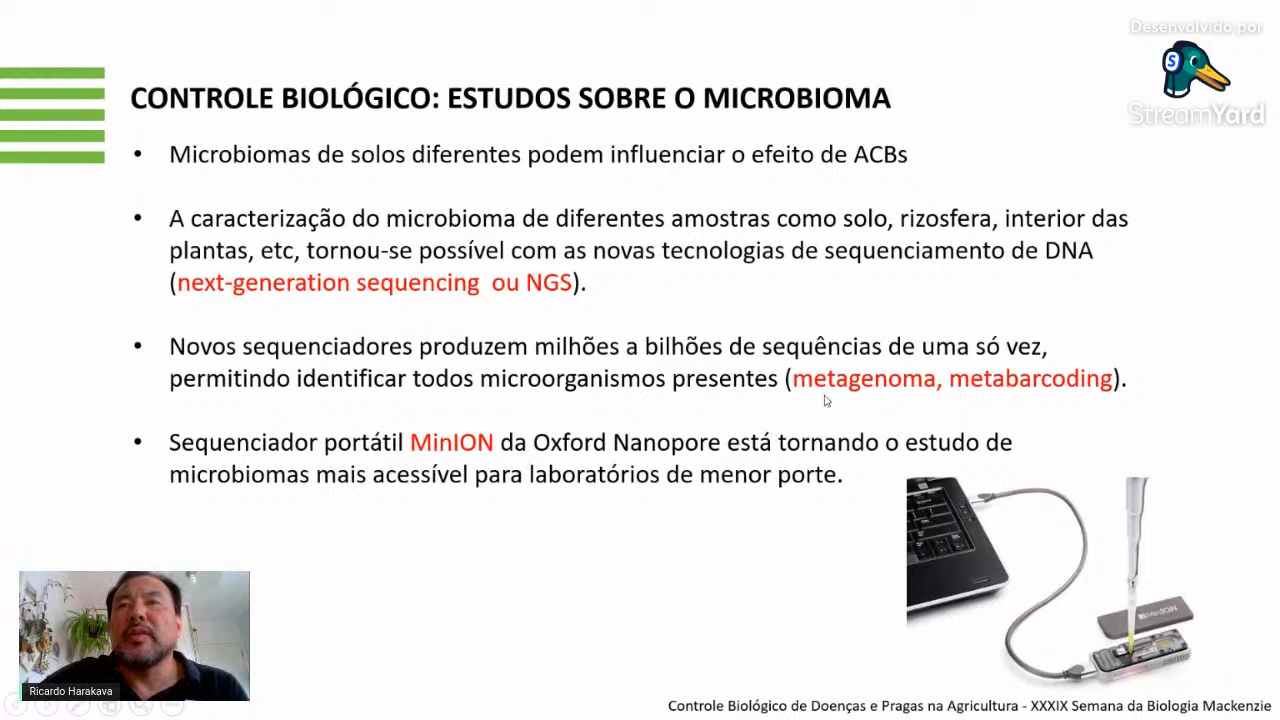 Desenvolvido por
S
StreamYard
CONTROLE BIOLÓGICO: ESTUDOS SOBRE O MICROBIOMA
• Microbiomas de solos diferentes podem influenciar o efeito de ACBs
• A caracterização do microbioma de diferentes amostras como solo, rizosfera, interior das
plantas, etc, tornou-se possível com as novas tecnologias de sequenciamento de DNA
(next-generation sequencing ou NGS).
• Novos sequenciadores produzem milhões a bilhões de sequências de uma só vez,
permitindo identificar todos microorganismos presentes (metagenoma, metabarcoding).
• Sequenciador portátil MinION da Oxford Nanopore está tornando o estudo de
microbiomas mais acessível para laboratórios de menor porte.
MinION
Ricardo Harakava
Controle Biológico de Doenças e Pragas na Agricultura - XXXIX Semana da Biologia Mackenzie